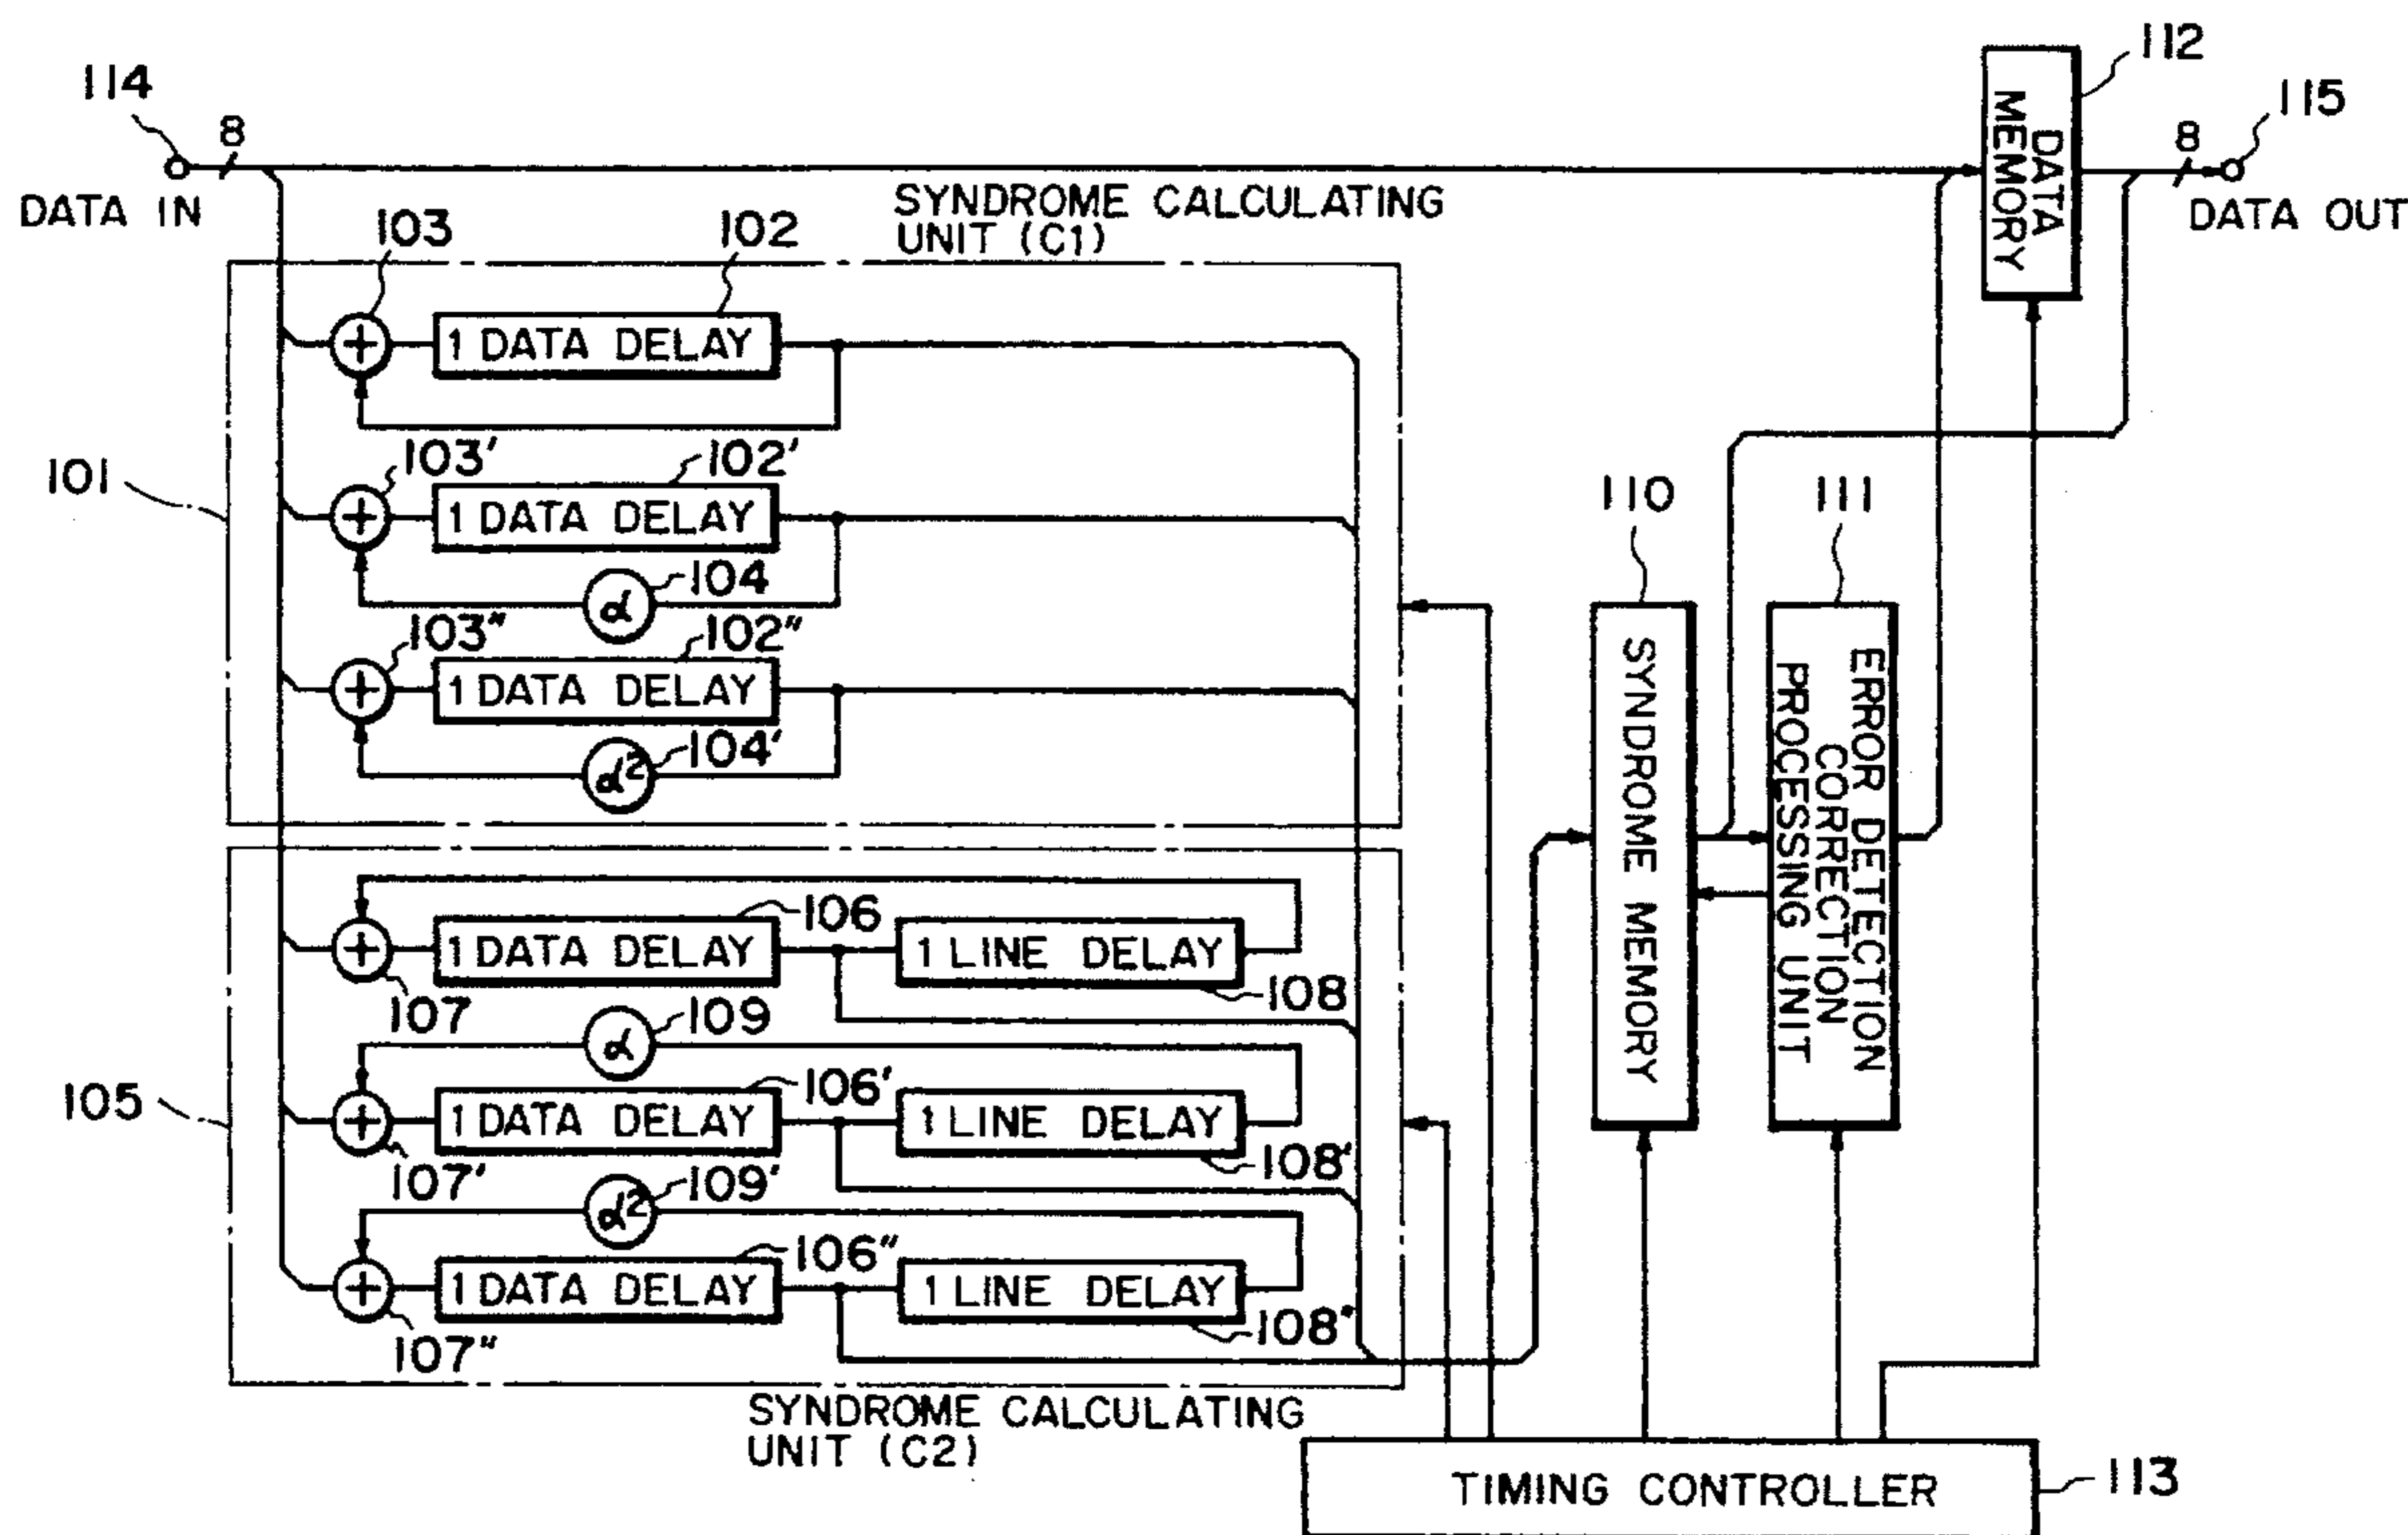 112
114
115
8
8
DATA IN
DATA MEMORY
DATA OUT
SYNDROME CALCULATING
UNIT (C1)
103
102
+
1 DATA DELAY
101
103'
102'
+
1 DATA DELAY
104
α
103"
102"
+
1 DATA DELAY
104'
α2
110
111
SYNDROME MEMORY
ERROR DETECTION
CORRECTION
PROCESSING UNIT
106
+
1 DATA DELAY
1 LINE DELAY
107
108
109
α
105
106'
+
1 DATA DELAY
1 LINE DELAY
107'
108'
109'
α2
106"
+
1 DATA DELAY
1 LINE DELAY
107"
108"
SYNDROME CALCULATING
UNIT (C2)
TIMING CONTROLLER
113